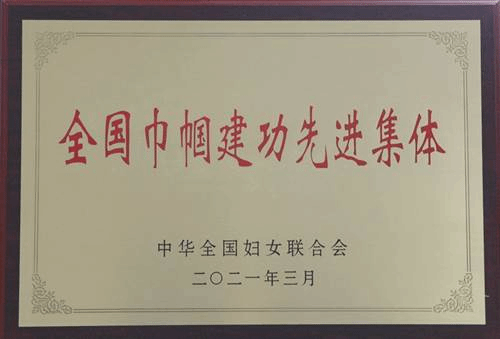 全国巾帼建功先进集体
中华全国妇女联合会
二〇二一年三月